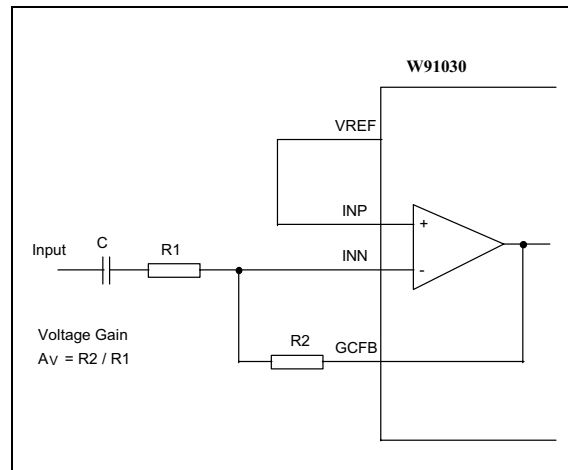 W91030
VREF
INP
+
Input
C
R1
INN
-
Voltage Gain
AV = R2 / R1
R2
GCFB